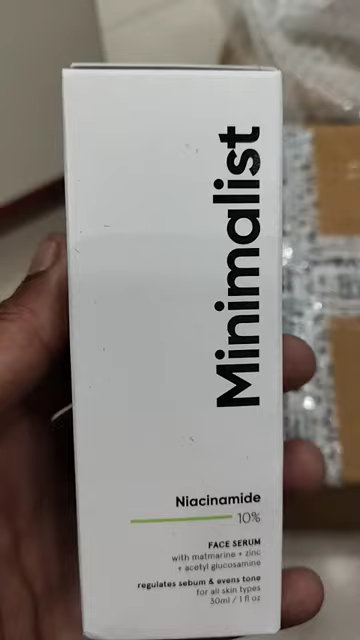 Minimalist
Niacinamide
10%
FACE SERUM
with matmarine + zinc
+ acetyl glucosamine
regulates sebum & evens tone
for all skin types
30ml / 1 fl oz